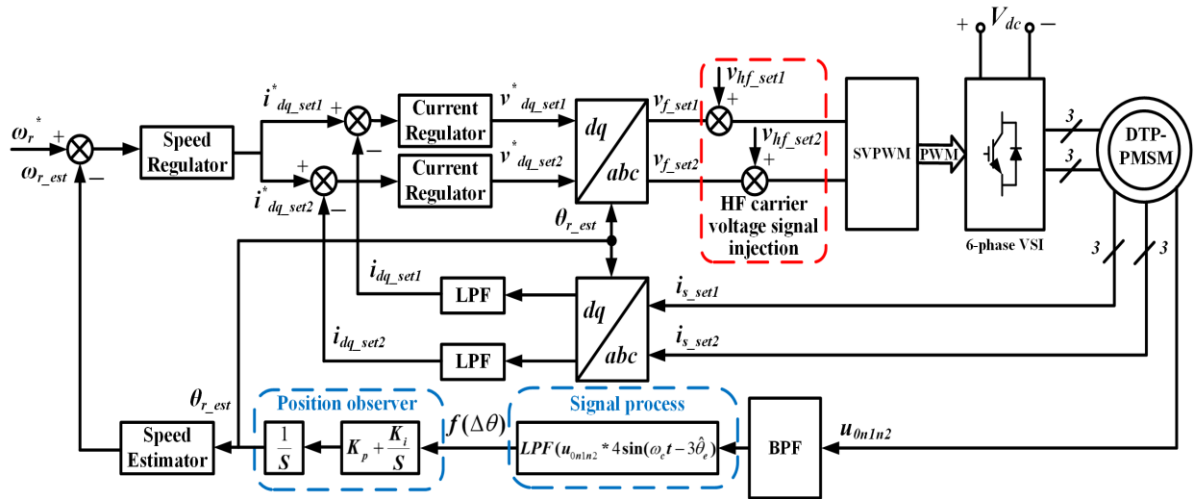 + V_dc −
v_hf_set1
i*_dq_set1 + v*_dq_set1 v_f_set1 +
Current Regulator
dq
v_hf_set2
3
DTP-PMSM
ω_r* +
Speed Regulator
−
SVPWM
PWM
ω_r_est −
+ Current Regulator
v*_dq_set2
abc
v_f_set2
+
3
i*_dq_set2 −
θ_r_est
HF carrier voltage signal injection
6-phase VSI
3
3
i_dq_set1
LPF
dq
i_s_set1
i_dq_set2
LPF
abc
i_s_set2
θ_r_est
Position observer
f(Δθ)
Signal process
Speed Estimator
1/S
K_p + K_i/S
LPF(u_0n1n2 * 4 sin(ω_c t − 3θ̂_e)
BPF
u_0n1n2